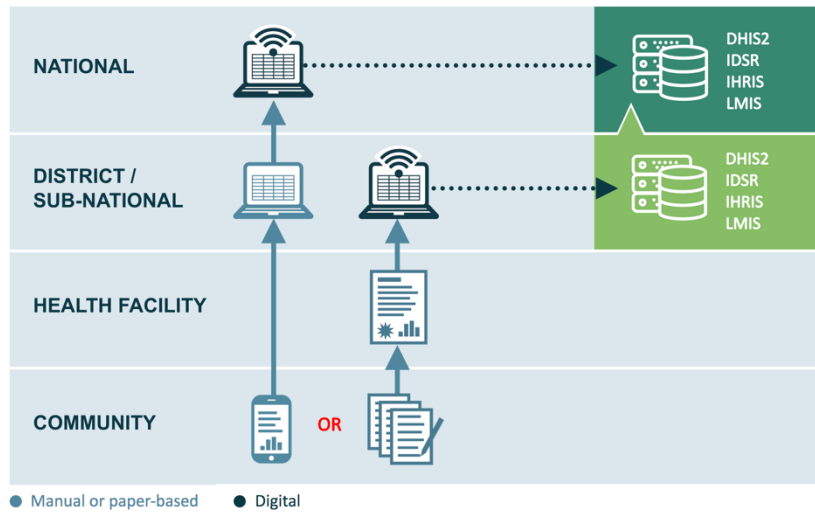 NATIONAL
DHIS2
IDSR
IHRIS
LMIS
DISTRICT /
SUB-NATIONAL
DHIS2
IDSR
IHRIS
LMIS
HEALTH FACILITY
COMMUNITY
OR
Manual or paper-based
Digital